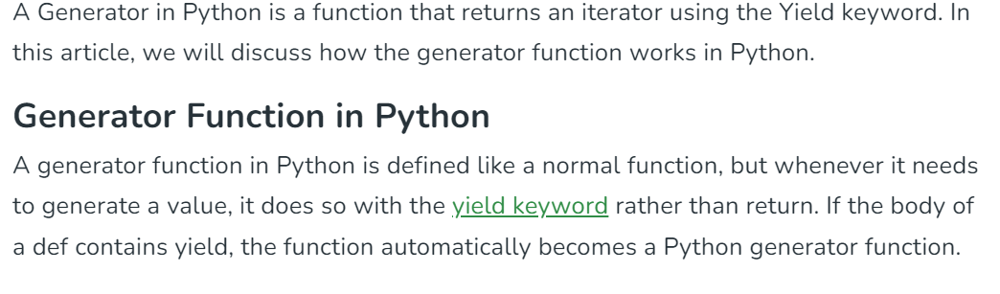 A Generator in Python is a function that returns an iterator using the Yield keyword. In
this article, we will discuss how the generator function works in Python.
Generator Function in Python
A generator function in Python is defined like a normal function, but whenever it needs
to generate a value, it does so with the yield keyword rather than return. If the body of
a def contains yield, the function automatically becomes a Python generator function.